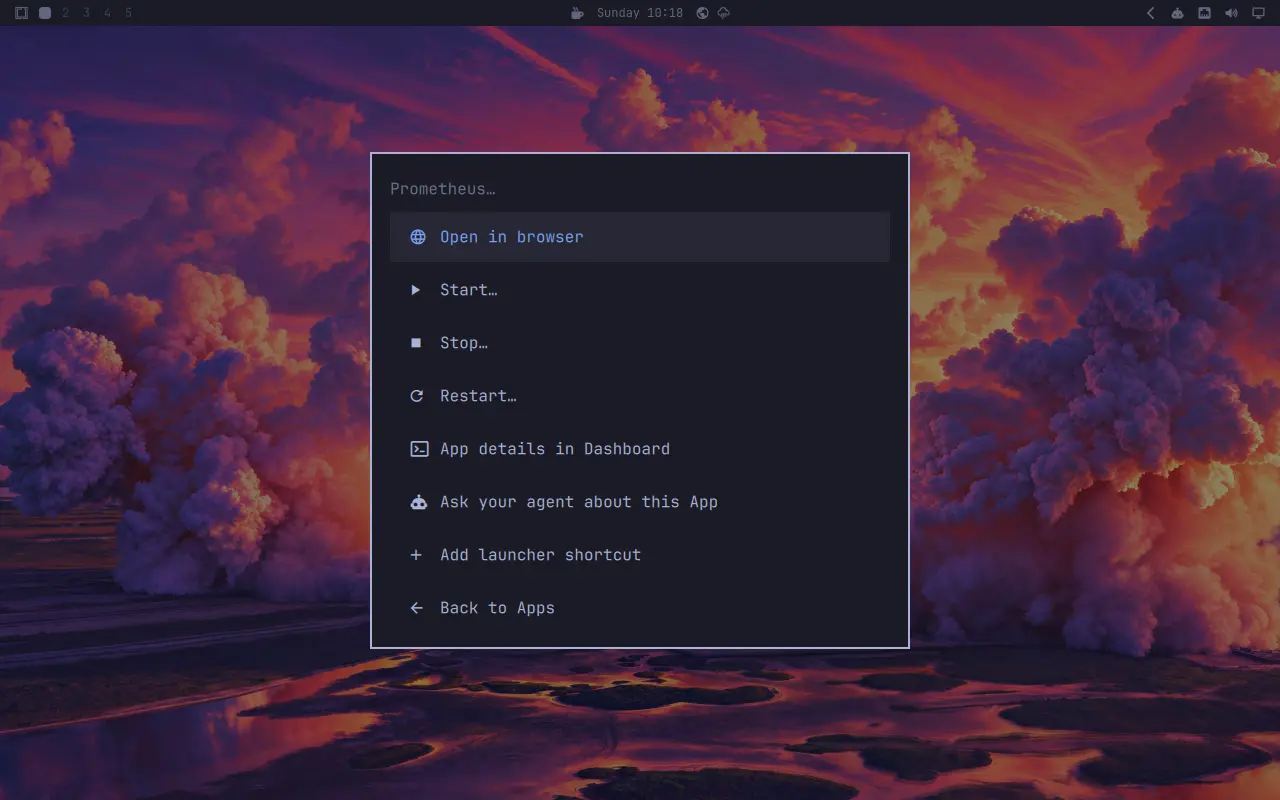 2 3 4 5
Sunday 10:18
Prometheus…
Open in browser
Start…
Stop…
Restart…
App details in Dashboard
Ask your agent about this App
Add launcher shortcut
Back to Apps